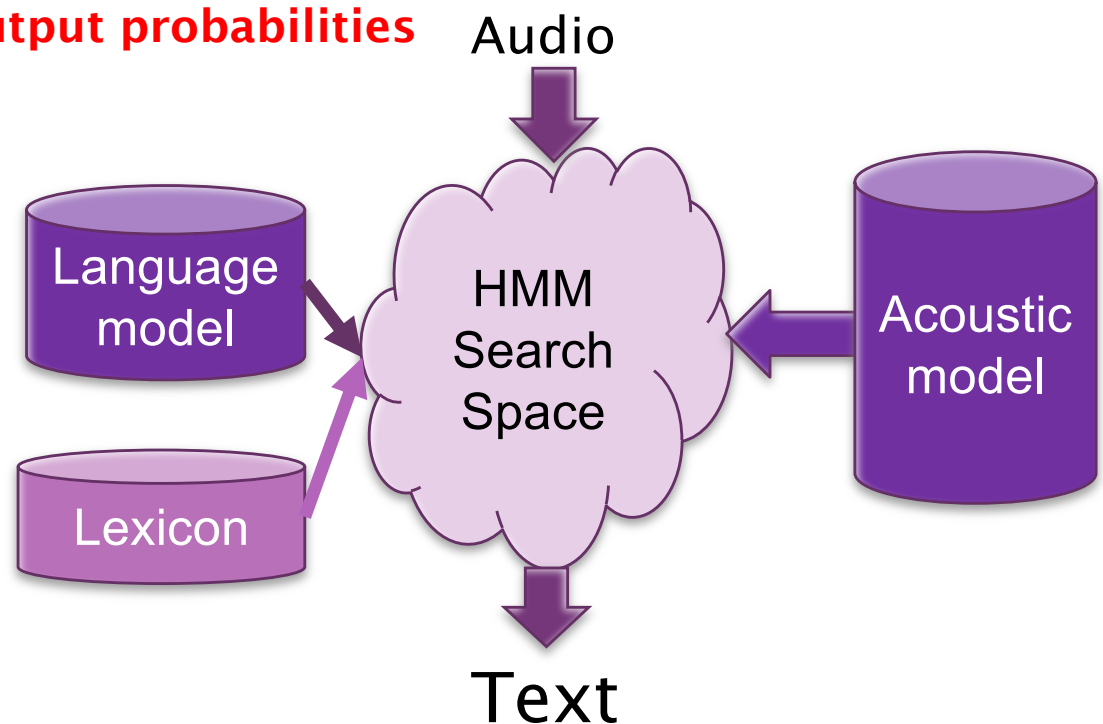 utput probabilities
Audio
Language
model
HMM
Search
Space
Acoustic
model
Lexicon
Text